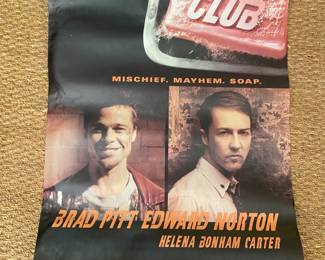 CLUB
MISCHIEF. MAYHEM. SOAP.
BRAD PITT EDWARD NORTON
HELENA BONHAM CARTER